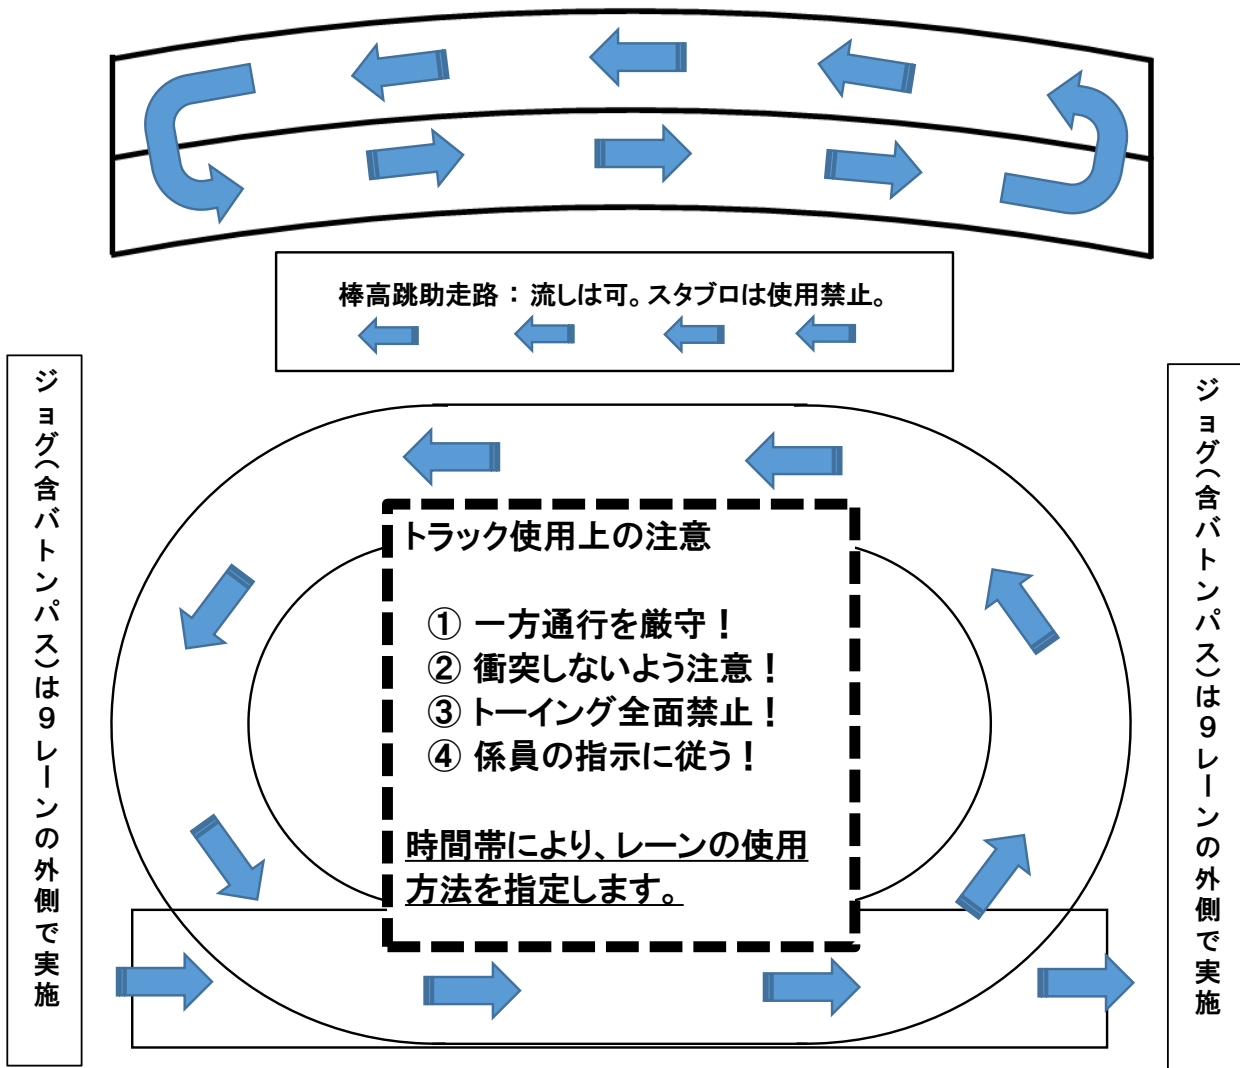 棒高跳助走路 ： 流しは可。スタブロは使用禁止。
ジョグ（含バトンパス）は９レーンの外側で実施
トラック使用上の注意
① 一方通行を厳守！
② 衝突しないよう注意！
③ トーイング全面禁止！
④ 係員の指示に従う！
時間帯により、レーンの使用
方法を指定します。
ジョグ（含バトンパス）は９レーンの外側で実施